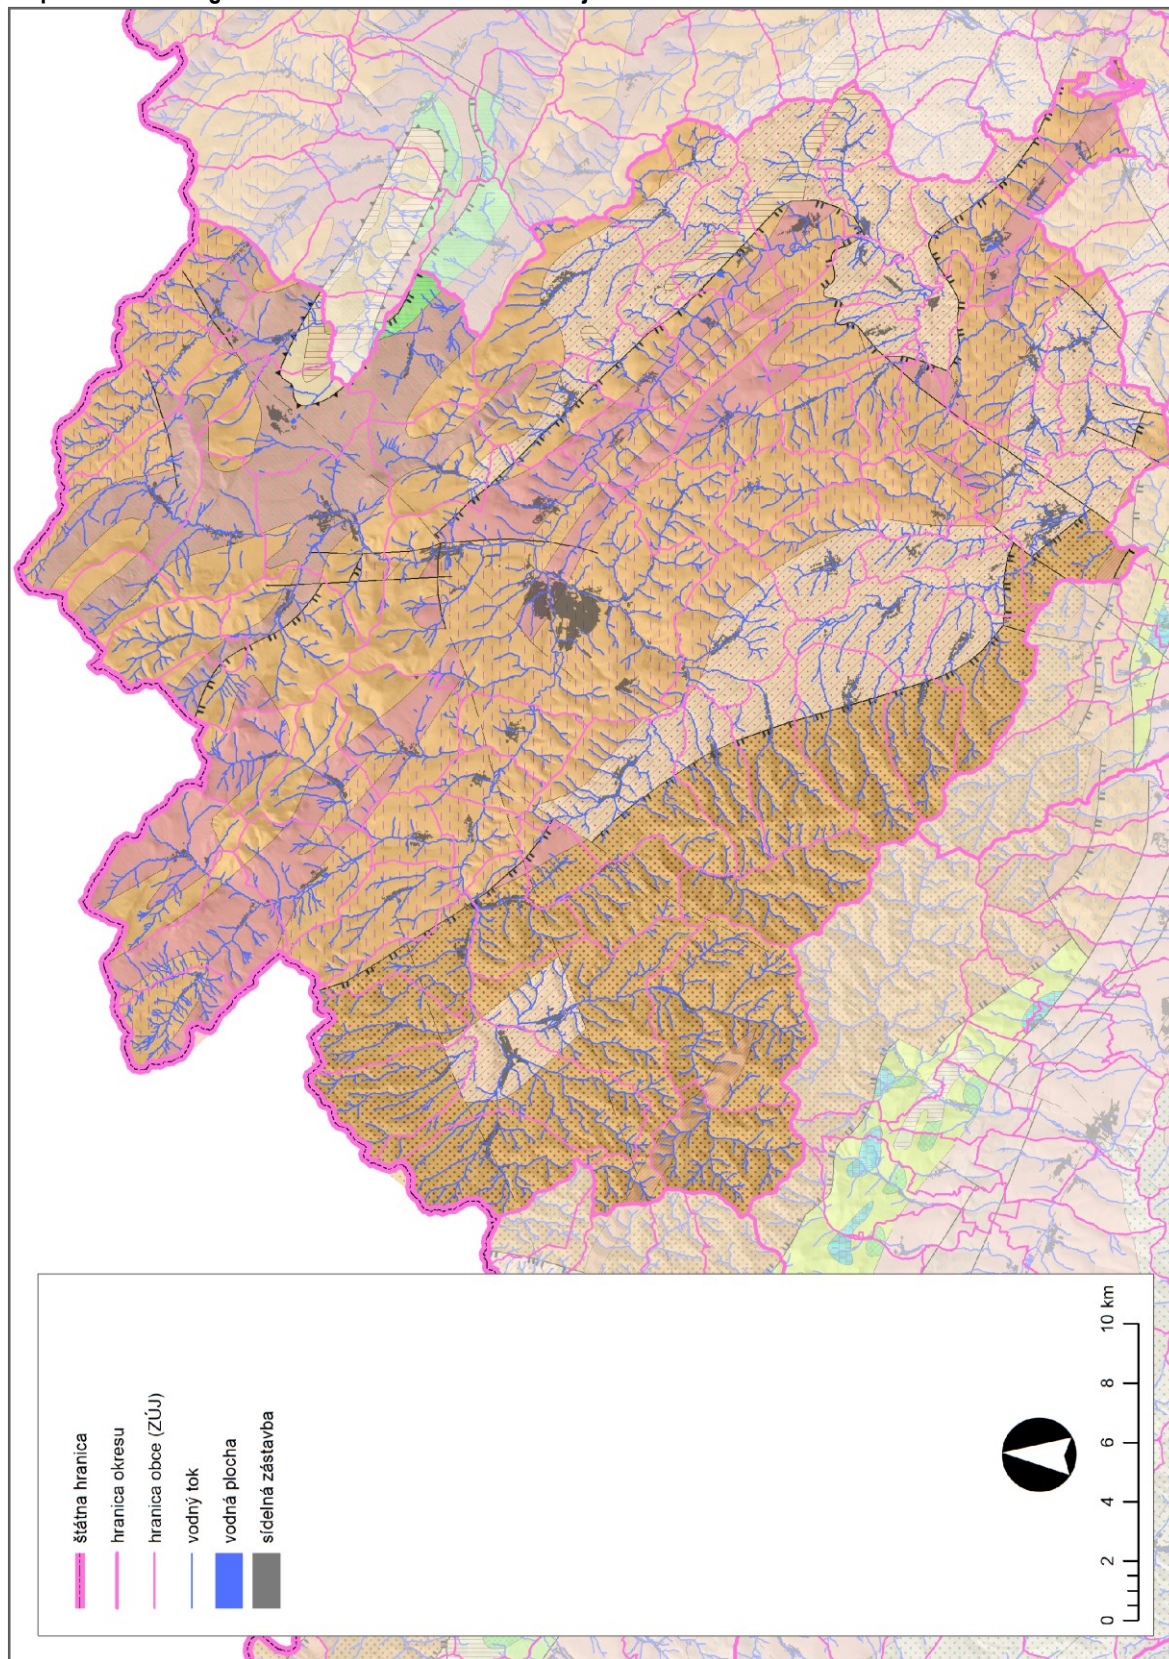 štátna hranica
hranica okresu
hranica obce (ZÚJ)
vodný tok
vodná plocha
sídelná zástavba
0 2 4 6 8 10 km